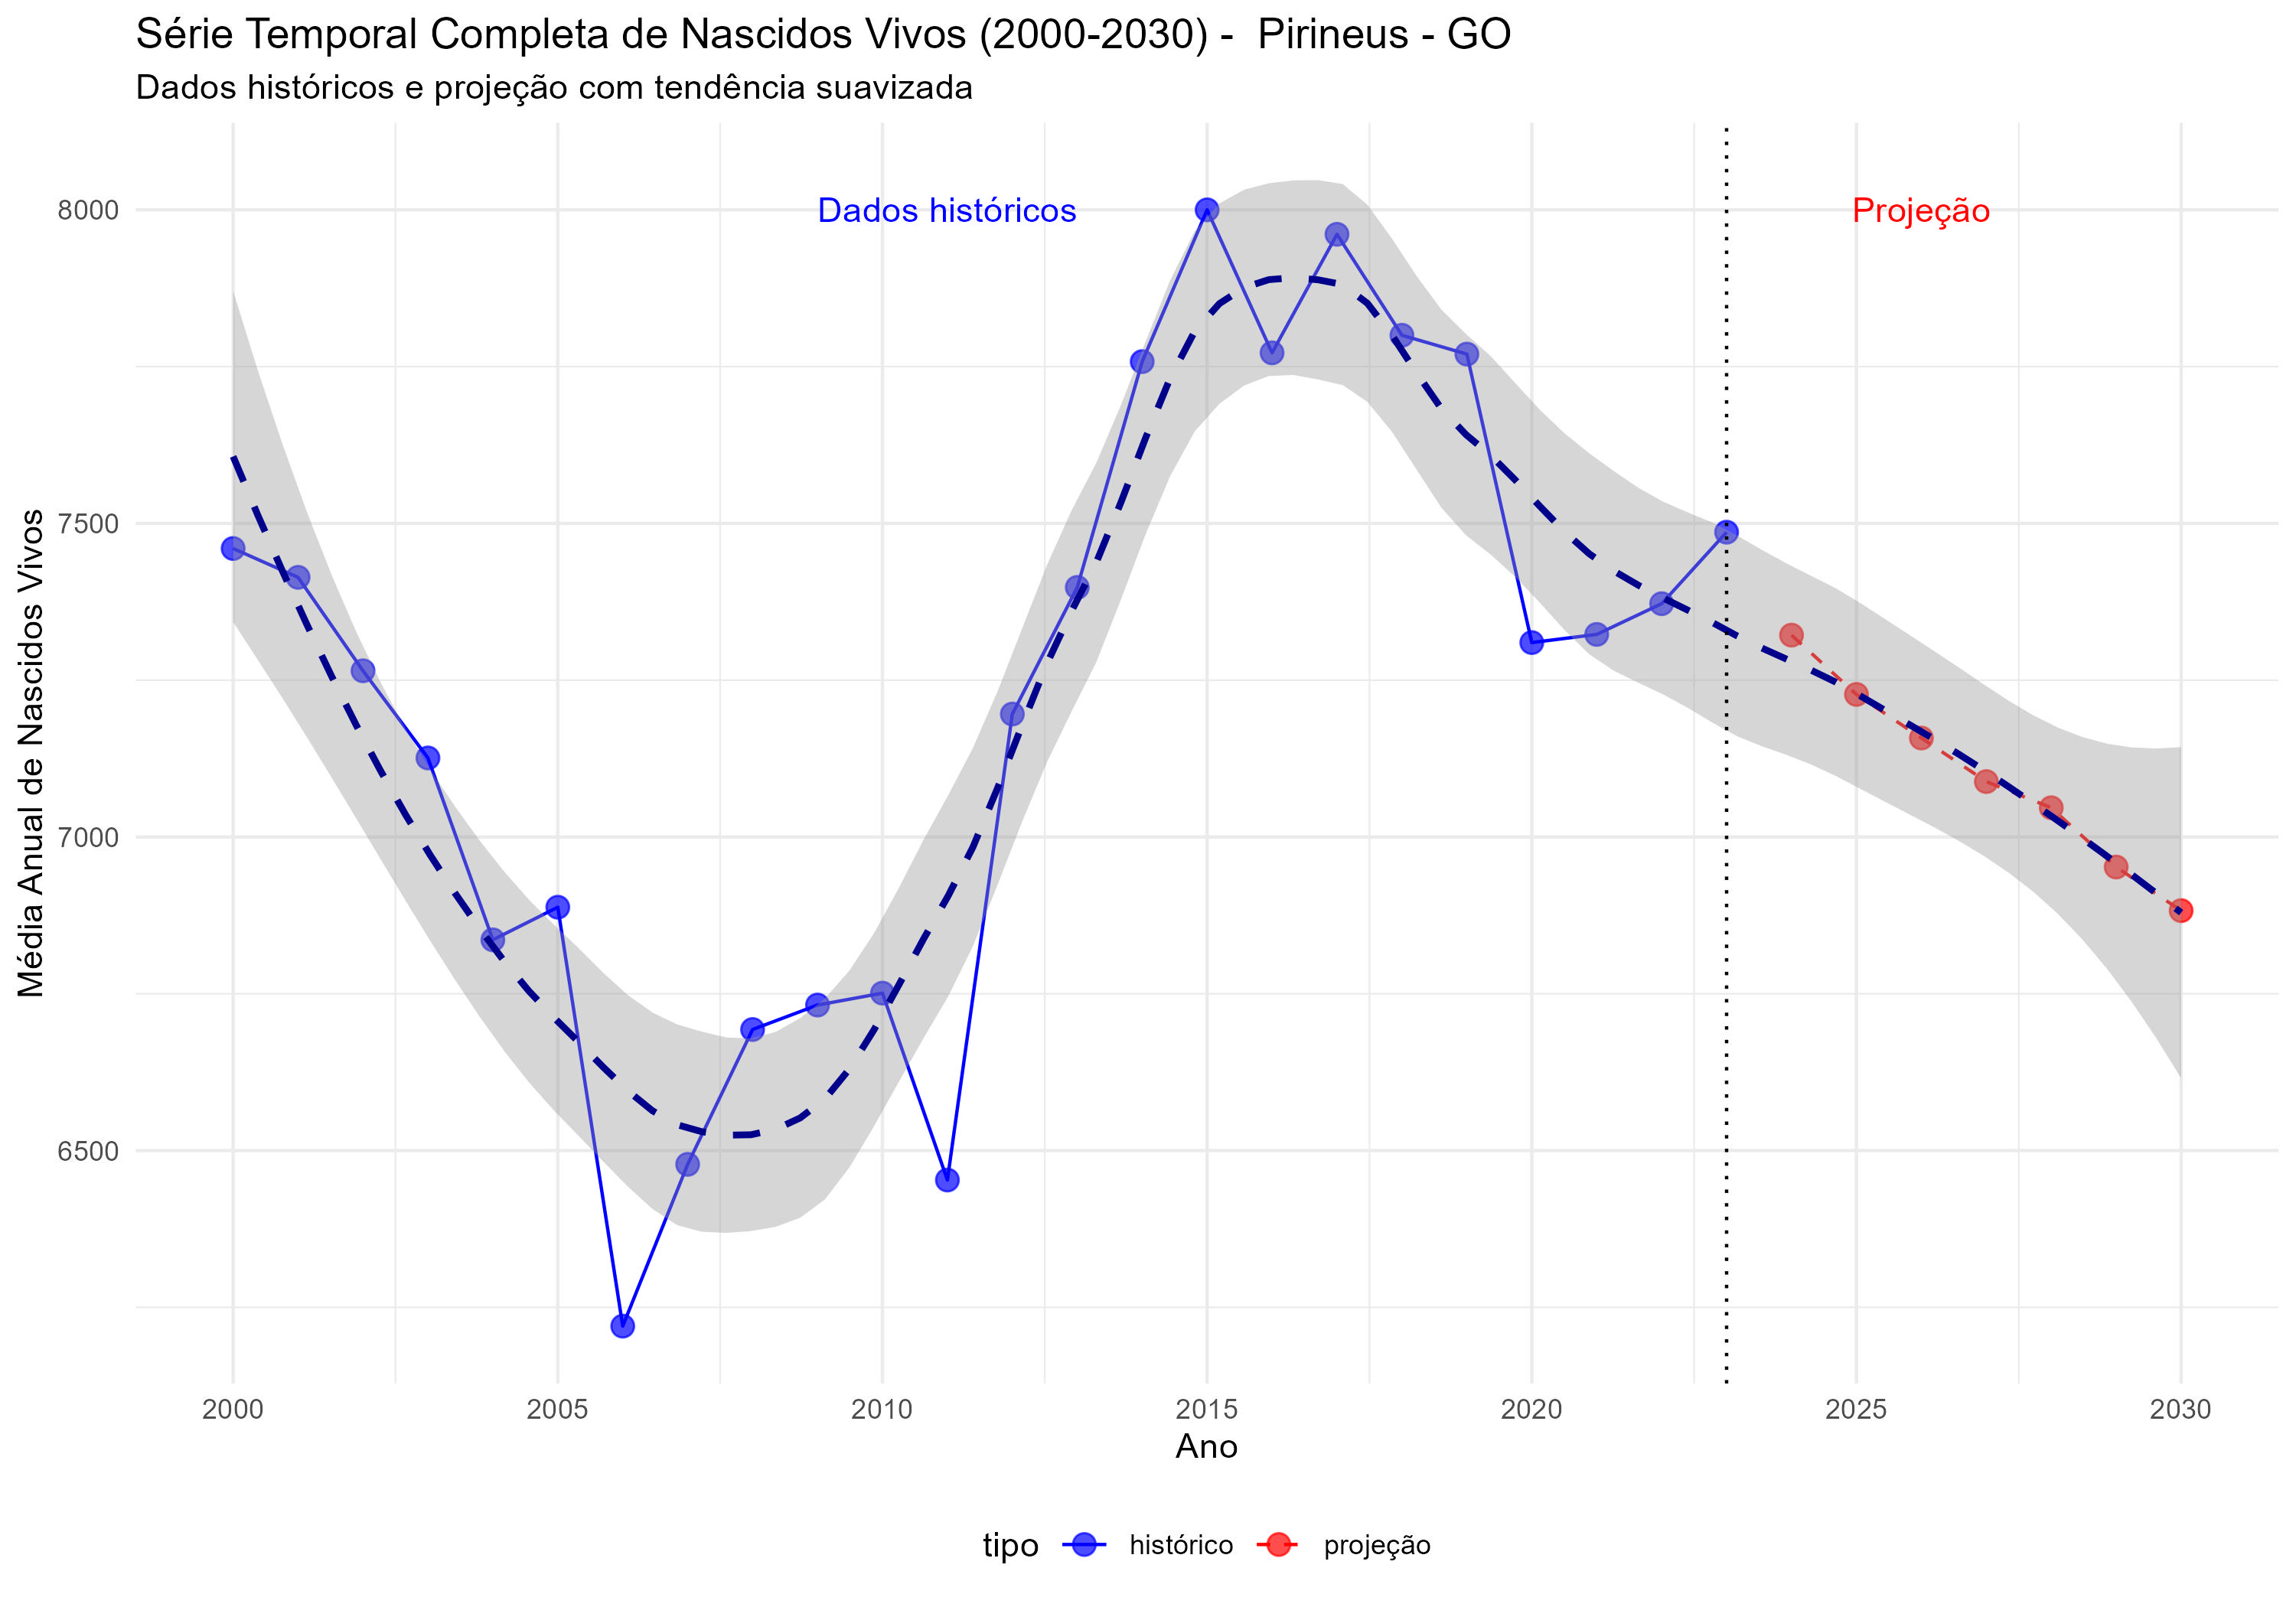 Série Temporal Completa de Nascidos Vivos (2000-2030) -  Pirineus - GO
Dados históricos e projeção com tendência suavizada
Média Anual de Nascidos Vivos
8000
7500
7000
6500
Dados históricos
Projeção
2000
2005
2010
2015
2020
2025
2030
Ano
tipo
histórico
projeção